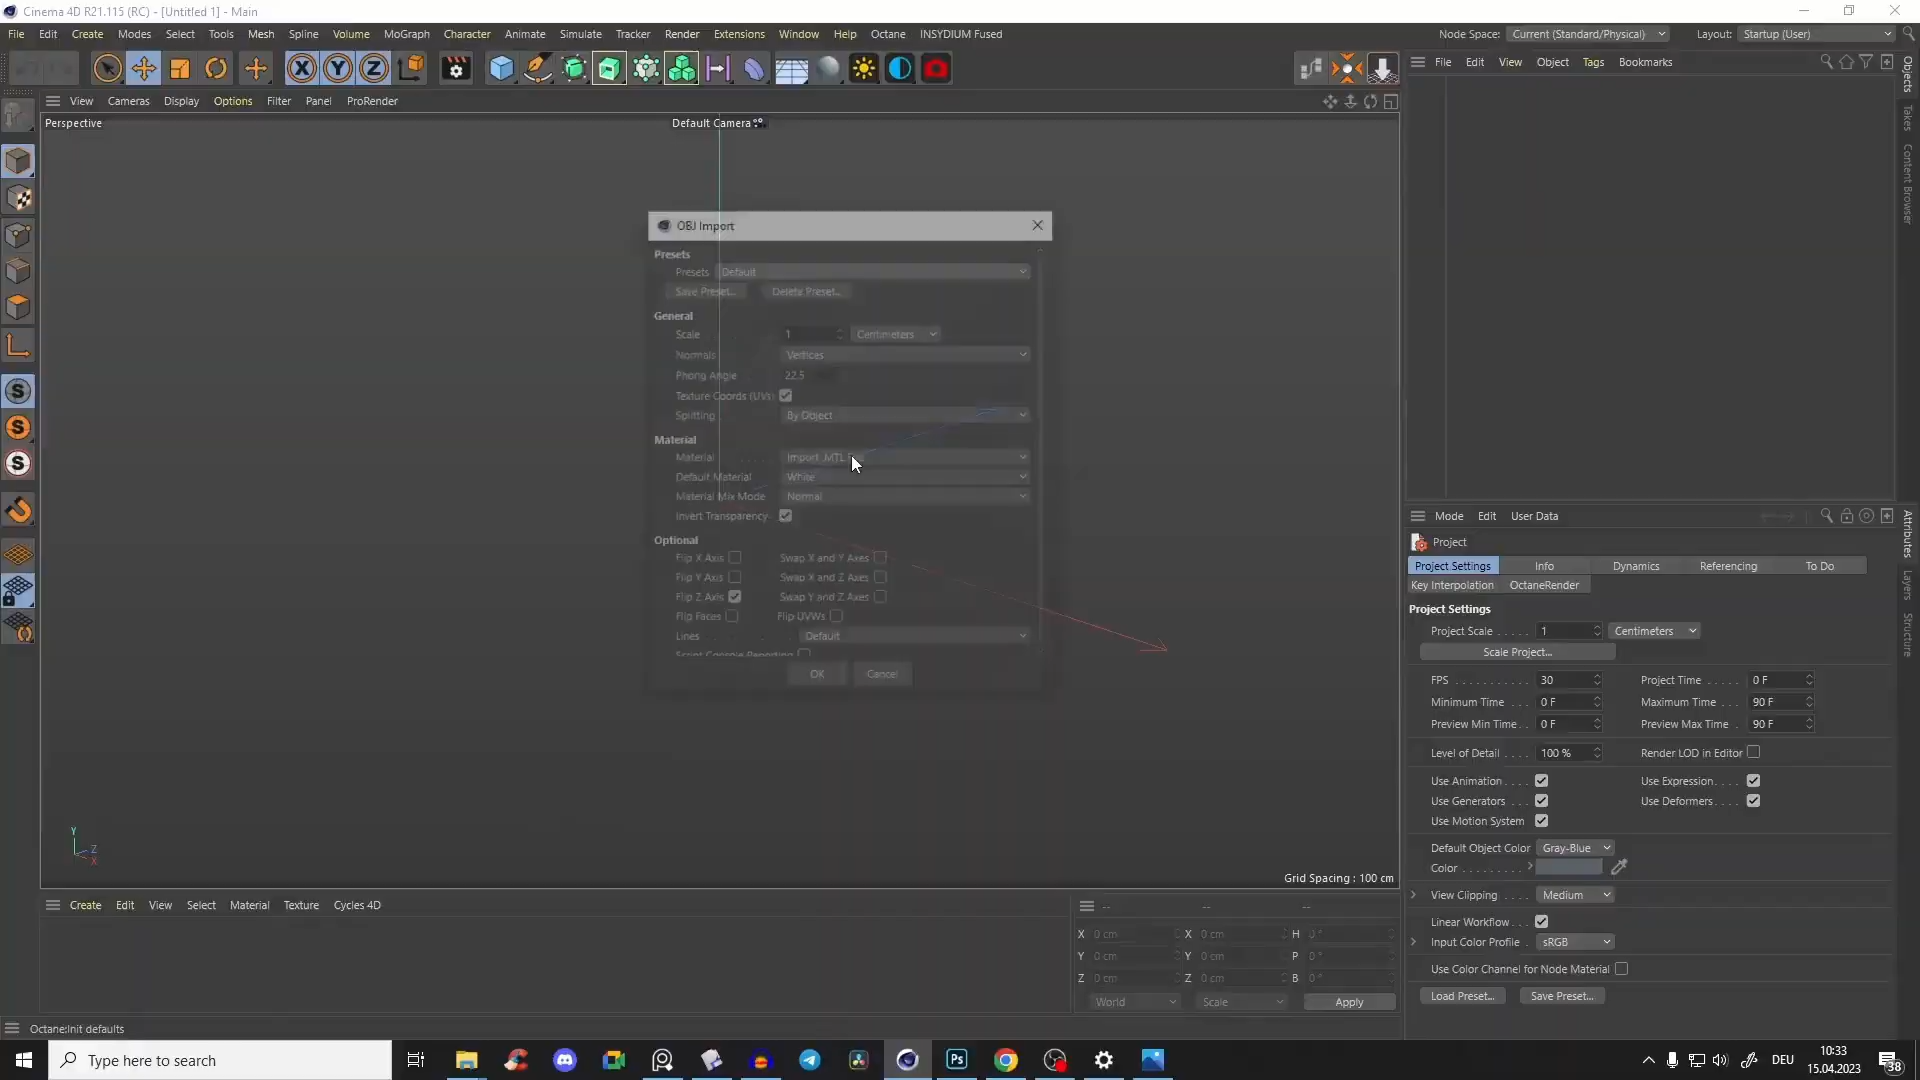 Cinema 4D R21.115 (RC) - [Untitled 1] - Main
File Edit Create Modes Select Tools Mesh Spline Volume MoGraph Character Animate Simulate Tracker Render Extensions Window Help Octane INSYDIUM Fused
Node Space: Current (Standard/Physical) Layout: Startup (User)
File Edit View Object Tags Bookmarks
View Cameras Display Options Filter Panel ProRender
Perspective
Default Camera
Objects
Takes
Content Browser
OBJ Import
Presets
Presets Default
Save Preset... Delete Preset...
General
Scale 1 Centimeters
Normals Vertices
Phong Angle 22.5
Texture Coords (UVs)
Splitting By Object
Material
Material Import .MTL
Default Material White
Material Mix Mode Normal
Invert Transparency
Optional
Flip X Axis Swap X and Y Axes
Flip Y Axis Swap X and Z Axes
Flip Z Axis Swap Y and Z Axes
Flip Faces Flip UVWs
Lines Default
Script Console Reporting
OK Cancel
Y
Z
X
Grid Spacing : 100 cm
Mode Edit User Data
Project
Project Settings Info Dynamics Referencing To Do
Key Interpolation OctaneRender
Project Settings
Project Scale . . . . . 1 Centimeters
Scale Project...
FPS . . . . . . . . . . . 30 Project Time . . . . 0 F
Minimum Time . . . 0 F Maximum Time . . . 90 F
Preview Min Time . . 0 F Preview Max Time . 90 F
Level of Detail . . . . 100 % Render LOD in Editor
Use Animation . . . . Use Expression . . . .
Use Generators . . . Use Deformers . . . .
Use Motion System
Default Object Color Gray-Blue
Color . . . . . . . . .
View Clipping . . . . Medium
Linear Workflow . . .
Input Color Profile . sRGB
Use Color Channel for Node Material
Load Preset... Save Preset...
Attributes
Layers
Structure
Create Edit View Select Material Texture Cycles 4D
-- -- --
X 0 cm X 0 cm H 0 °
Y 0 cm Y 0 cm P 0 °
Z 0 cm Z 0 cm B 0 °
World Scale Apply
Octane:Init defaults
Type here to search
Ps
DEU
10:33
15.04.2023
38